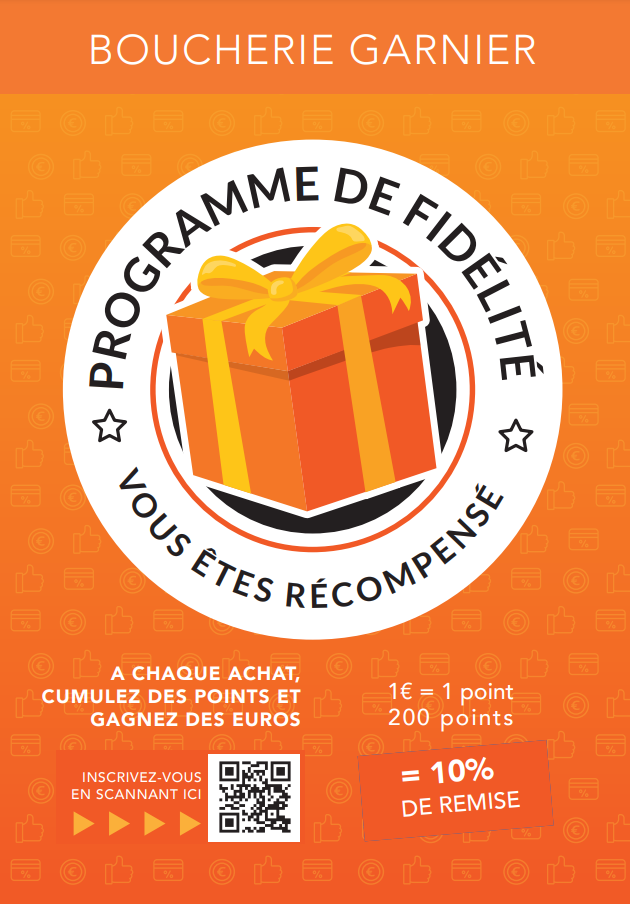 BOUCHERIE GARNIER
PROGRAMME DE FIDÉLITÉ
VOUS ÊTES RÉCOMPENSÉ
A CHAQUE ACHAT,
CUMULEZ DES POINTS ET
GAGNEZ DES EUROS
INSCRIVEZ-VOUS
EN SCANNANT ICI
1€ = 1 point
200 points
= 10%
DE REMISE